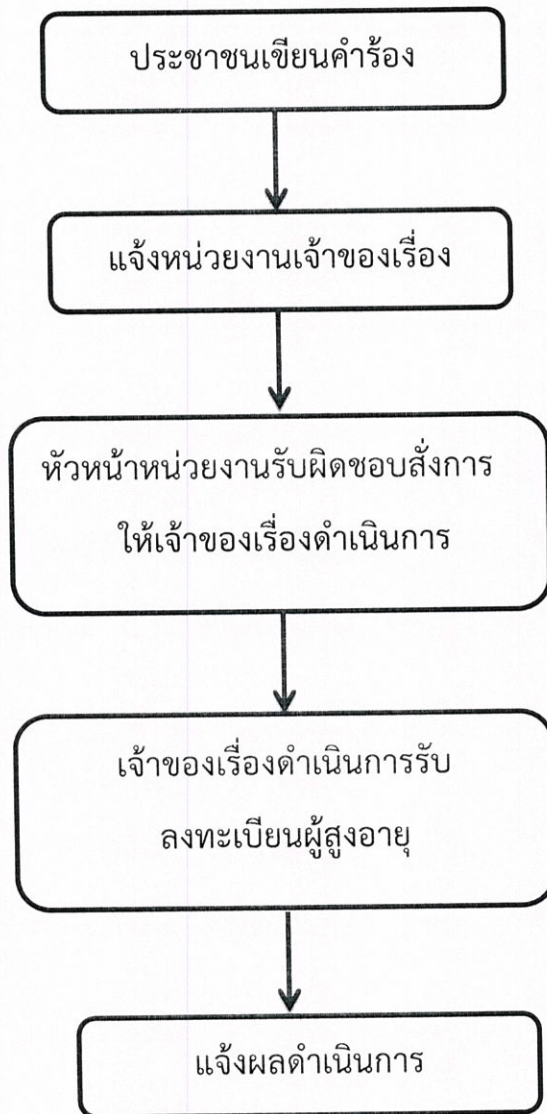 ประชาชนเขียนคำร้อง
แจ้งหน่วยงานเจ้าของเรื่อง
หัวหน้าหน่วยงานรับผิดชอบสั่งการ
ให้เจ้าของเรื่องดำเนินการ
เจ้าของเรื่องดำเนินการรับ
ลงทะเบียนผู้สูงอายุ
แจ้งผลดำเนินการ